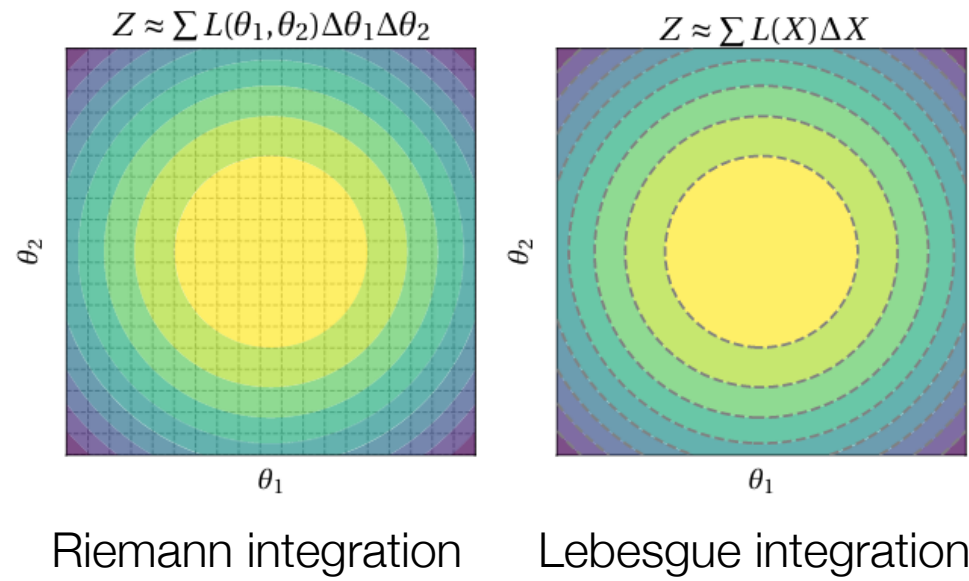 Z ≈ ∑ L(θ₁,θ₂)Δθ₁Δθ₂
θ₂
θ₁
Riemann integration
Z ≈ ∑ L(X)ΔX
θ₂
θ₁
Lebesgue integration